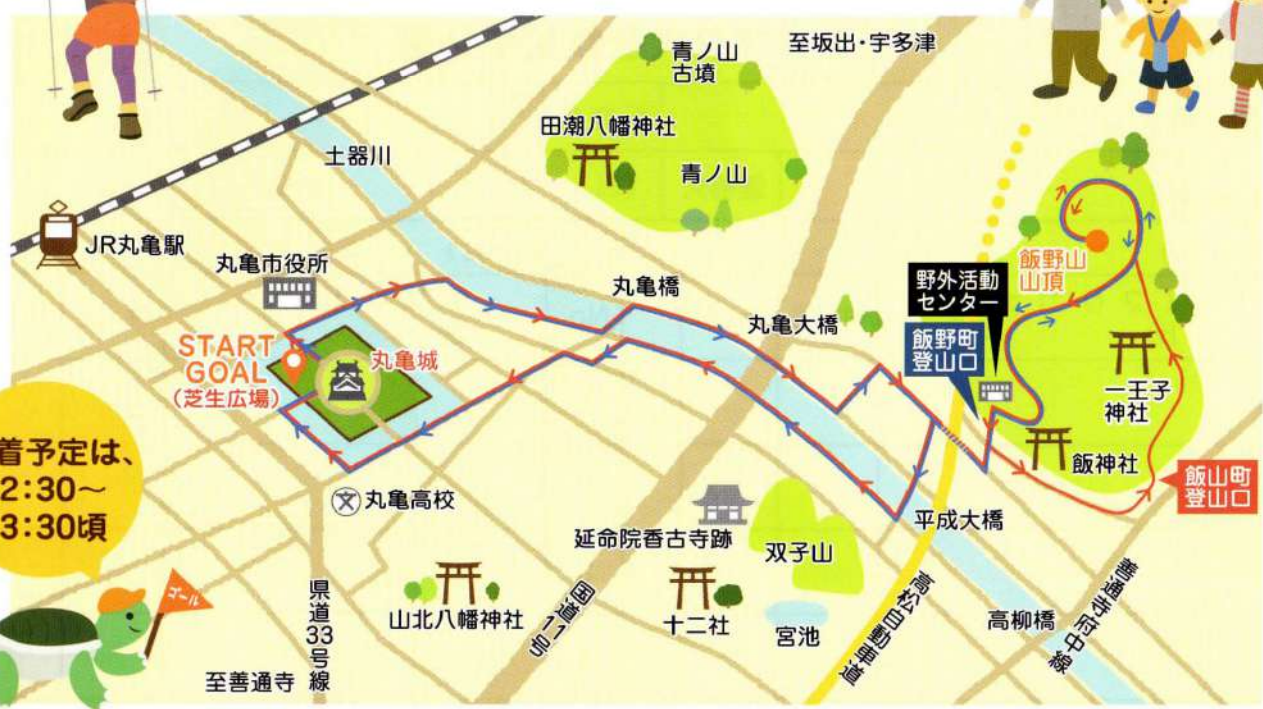 青ノ山
古墳
至坂出・宇多津
田潮八幡神社
土器川
青ノ山
JR丸亀駅
丸亀市役所
丸亀橋
野外活動
センター
飯野山
山頂
丸亀大橋
飯野町
登山口
START
GOAL
(芝生広場)
丸亀城
一王子
神社
飯神社
飯山町
登山口
着予定は、
2:30～
3:30頃
丸亀高校
文
平成大橋
延命院香古寺跡
双子山
山北八幡神社
県道33号線
国道11号
十二社
宮池
高松自動車道
高柳橋
善通寺府中線
ゴール
至善通寺